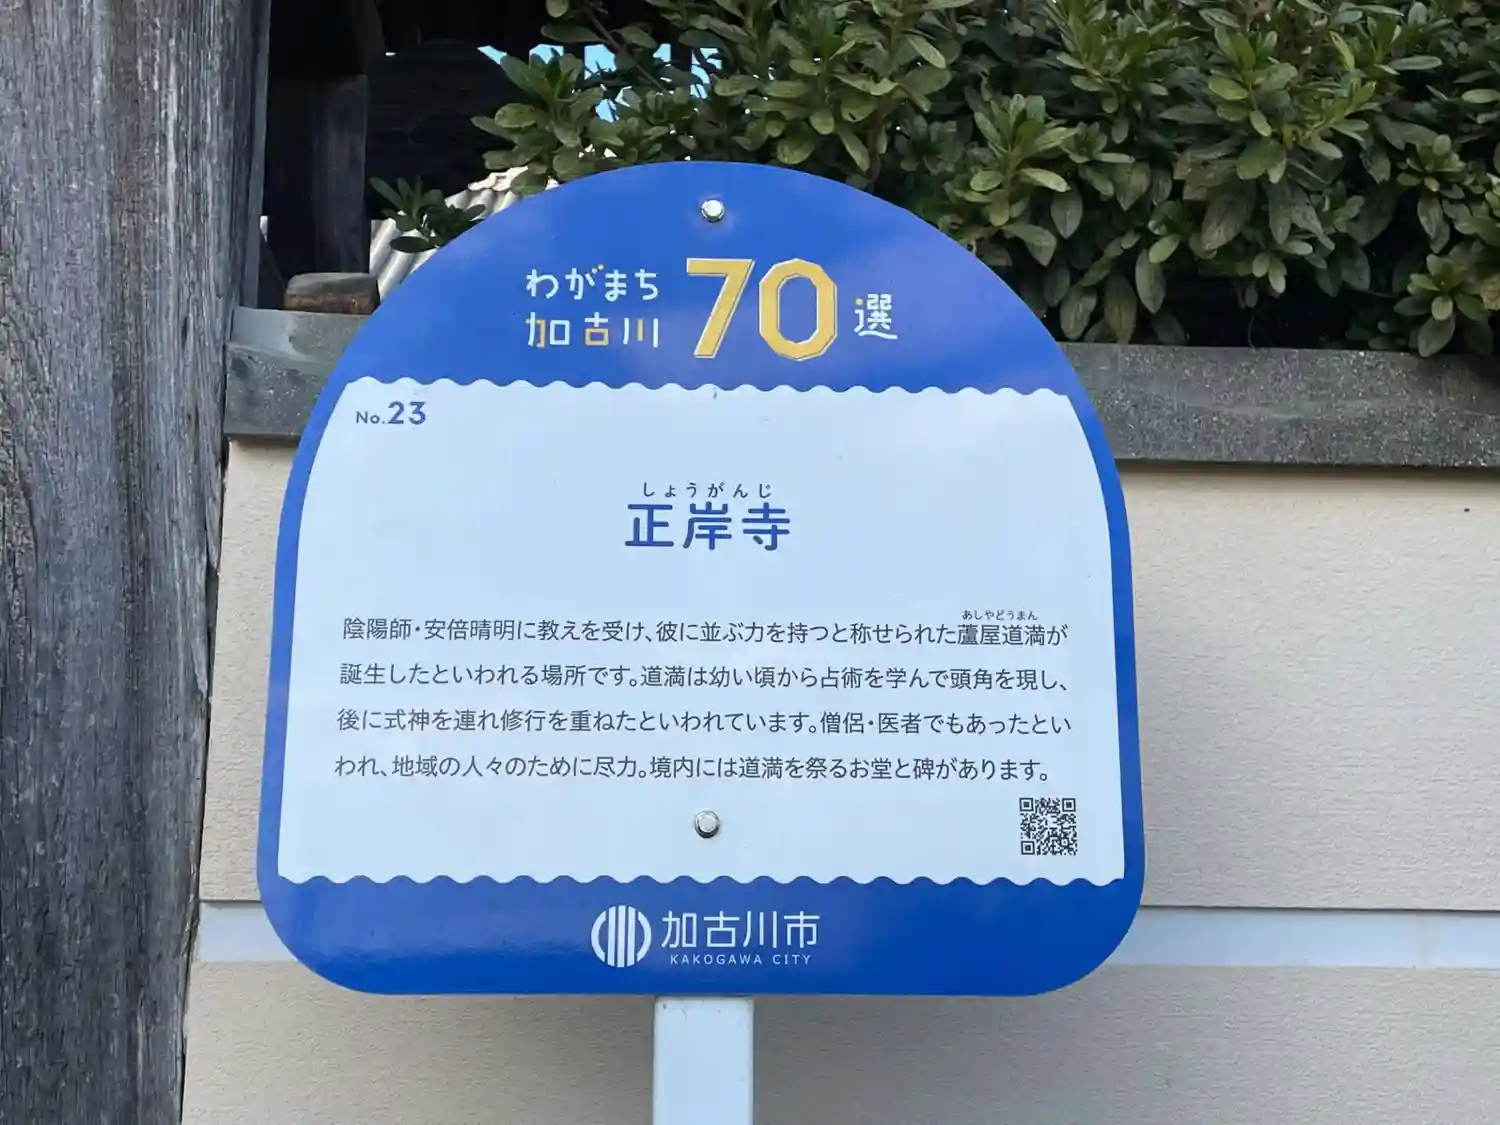 わがまち
加古川
70選
No.23
しょうがんじ
正岸寺
あしやどうまん
陰陽師・安倍晴明に教えを受け、彼に並ぶ力を持つと称せられた蘆屋道満が
誕生したといわれる場所です。道満は幼い頃から占術を学んで頭角を現し、
後に式神を連れ修行を重ねたといわれています。僧侶・医者でもあったとい
われ、地域の人々のために尽力。境内には道満を祭るお堂と碑があります。
加古川市
KAKOGAWA CITY